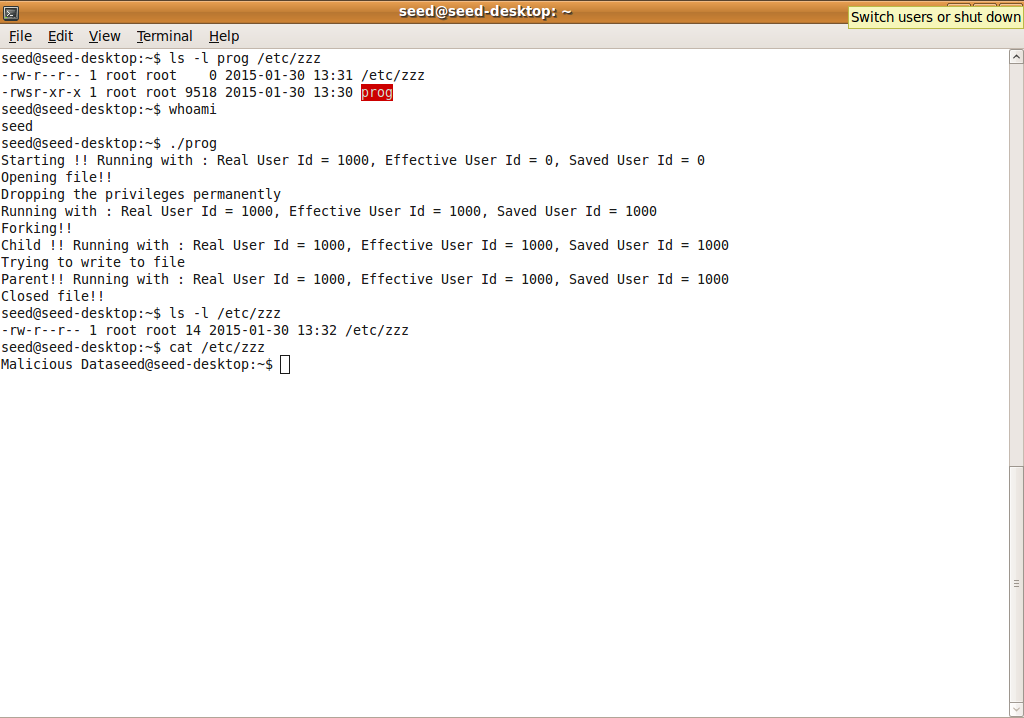 seed@seed-desktop: ~
Switch users or shut down
File Edit View Terminal Help
seed@seed-desktop:~$ ls -l prog /etc/zzz
-rw-r--r-- 1 root root    0 2015-01-30 13:31 /etc/zzz
-rwsr-xr-x 1 root root 9518 2015-01-30 13:30 prog
seed@seed-desktop:~$ whoami
seed
seed@seed-desktop:~$ ./prog
Starting !! Running with : Real User Id = 1000, Effective User Id = 0, Saved User Id = 0
Opening file!!
Dropping the privileges permanently
Running with : Real User Id = 1000, Effective User Id = 1000, Saved User Id = 1000
Forking!!
Child !! Running with : Real User Id = 1000, Effective User Id = 1000, Saved User Id = 1000
Trying to write to file
Parent!! Running with : Real User Id = 1000, Effective User Id = 1000, Saved User Id = 1000
Closed file!!
seed@seed-desktop:~$ ls -l /etc/zzz
-rw-r--r-- 1 root root 14 2015-01-30 13:32 /etc/zzz
seed@seed-desktop:~$ cat /etc/zzz
Malicious Dataseed@seed-desktop:~$